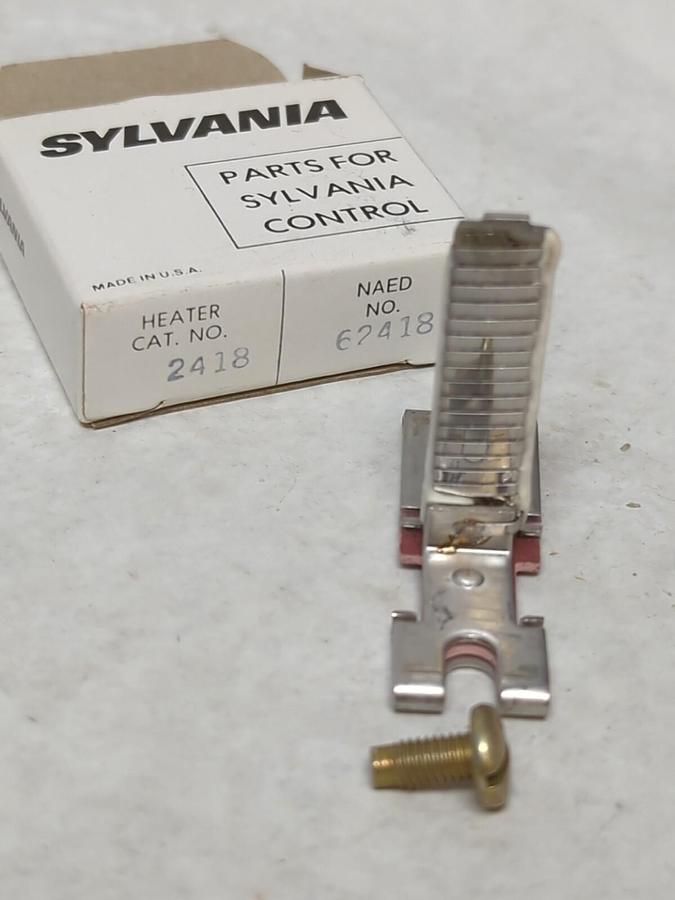 SYLVANIA
PARTS FOR
SYLVANIA
CONTROL
MADE IN U.S.A.
HEATER
CAT. NO.
2418
NAED
NO.
62418